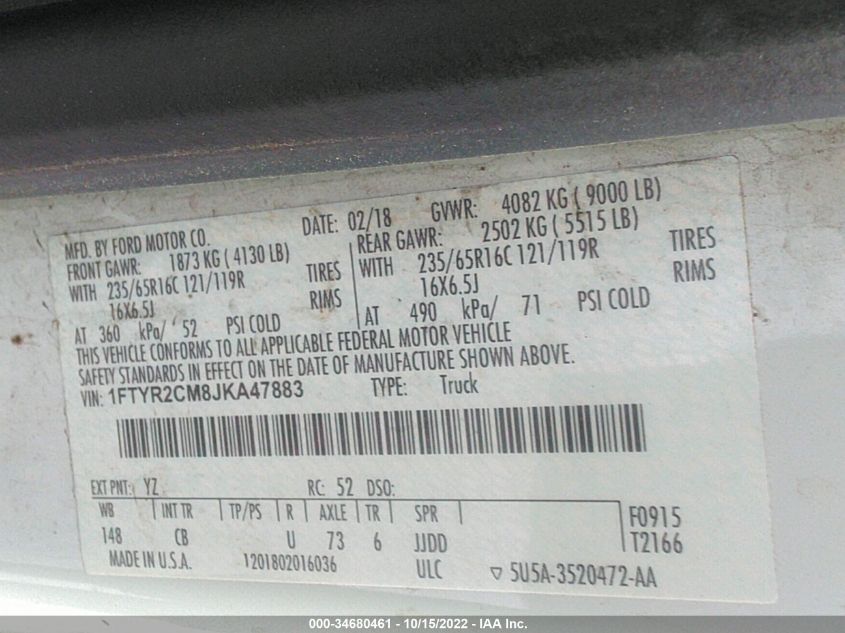 MFD. BY FORD MOTOR CO.
DATE: 02/18 GVWR: 4082 KG ( 9000 LB)
FRONT GAWR: 1873 KG ( 4130 LB)
WITH 235/65R16C 121/119R TIRES
16X6.5J RIMS
AT 360 kPa/ 52 PSI COLD
REAR GAWR: 2502 KG ( 5515 LB)
WITH 235/65R16C 121/119R TIRES
16X6.5J RIMS
AT 490 kPa/ 71 PSI COLD
THIS VEHICLE CONFORMS TO ALL APPLICABLE FEDERAL MOTOR VEHICLE
SAFETY STANDARDS IN EFFECT ON THE DATE OF MANUFACTURE SHOWN ABOVE.
VIN: 1FTYR2CM8JKA47883 TYPE: Truck
EXT PNT: YZ RC: 52 DSO:
WB INT TR TP/PS R AXLE TR SPR
148 CB U 73 6 JJDD
F0915
T2166
MADE IN U.S.A. 1201802016036 ULC ▽ 5U5A-3520472-AA
000-34680461 - 10/15/2022 - IAA Inc.